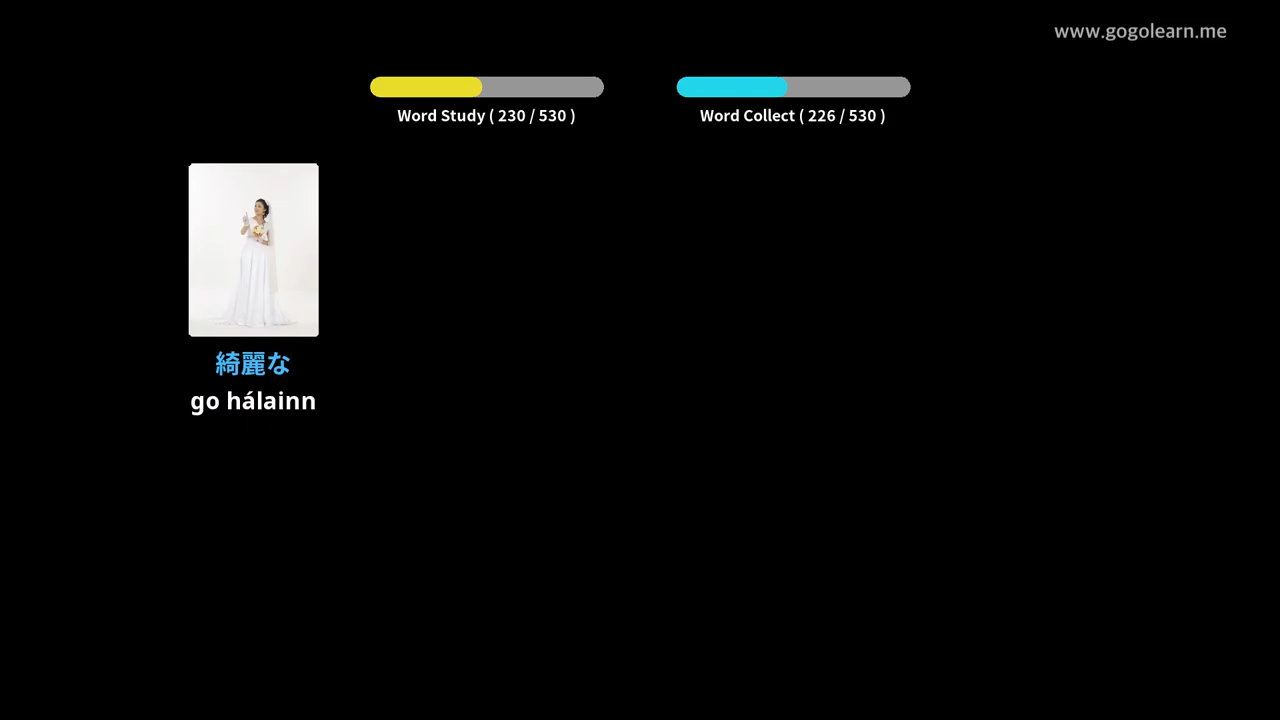 www.gogolearn.me
Word Study ( 230 / 530 )
Word Collect ( 226 / 530 )
綺麗な
go hálainn